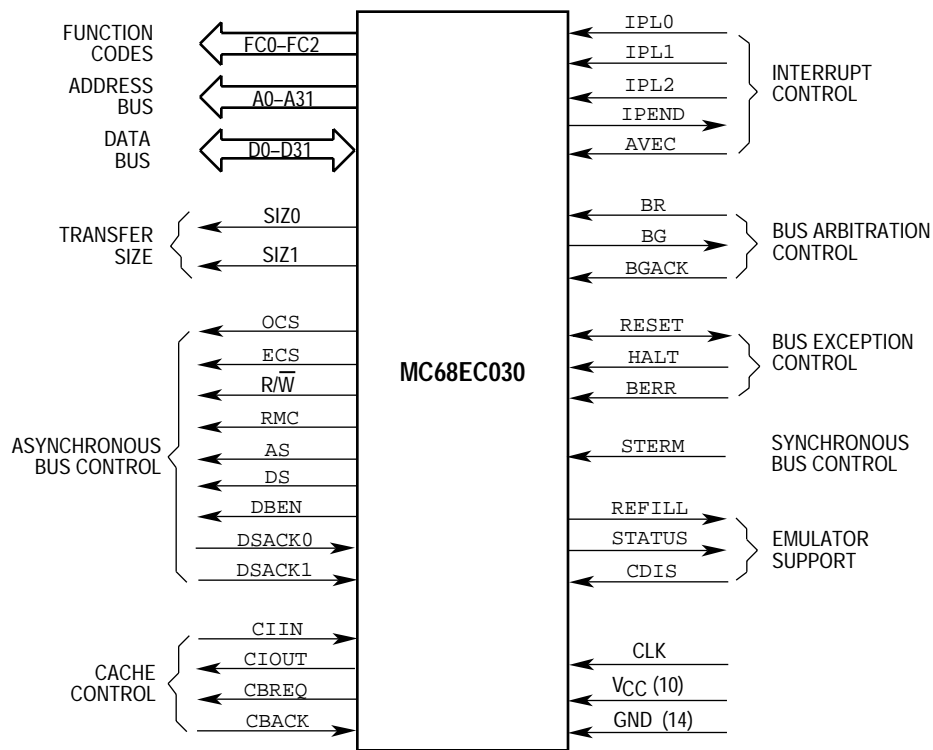 FUNCTION
CODES
FC0–FC2
ADDRESS
BUS
A0–A31
DATA
BUS
D0–D31
TRANSFER
SIZE
SIZ0
SIZ1
ASYNCHRONOUS
BUS CONTROL
OCS
ECS
R/W̅
RMC
AS
DS
DBEN
DSACK0
DSACK1
CACHE
CONTROL
CIIN
CIOUT
CBREQ
CBACK
MC68EC030
IPL0
IPL1
IPL2
IPEND
AVEC
INTERRUPT
CONTROL
BR
BG
BGACK
BUS ARBITRATION
CONTROL
RESET
HALT
BERR
BUS EXCEPTION
CONTROL
STERM
SYNCHRONOUS
BUS CONTROL
REFILL
STATUS
CDIS
EMULATOR
SUPPORT
CLK
VCC (10)
GND (14)